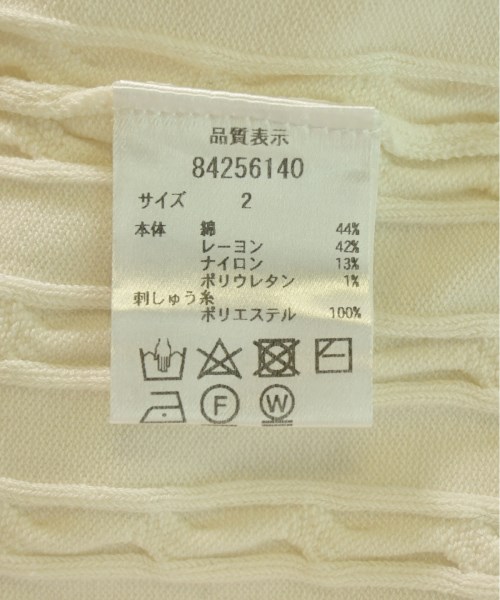 品質表示
84256140
サイズ 2
本体 綿 44%
レーヨン 42%
ナイロン 13%
ポリウレタン 1%
刺しゅう糸
ポリエステル 100%
F W